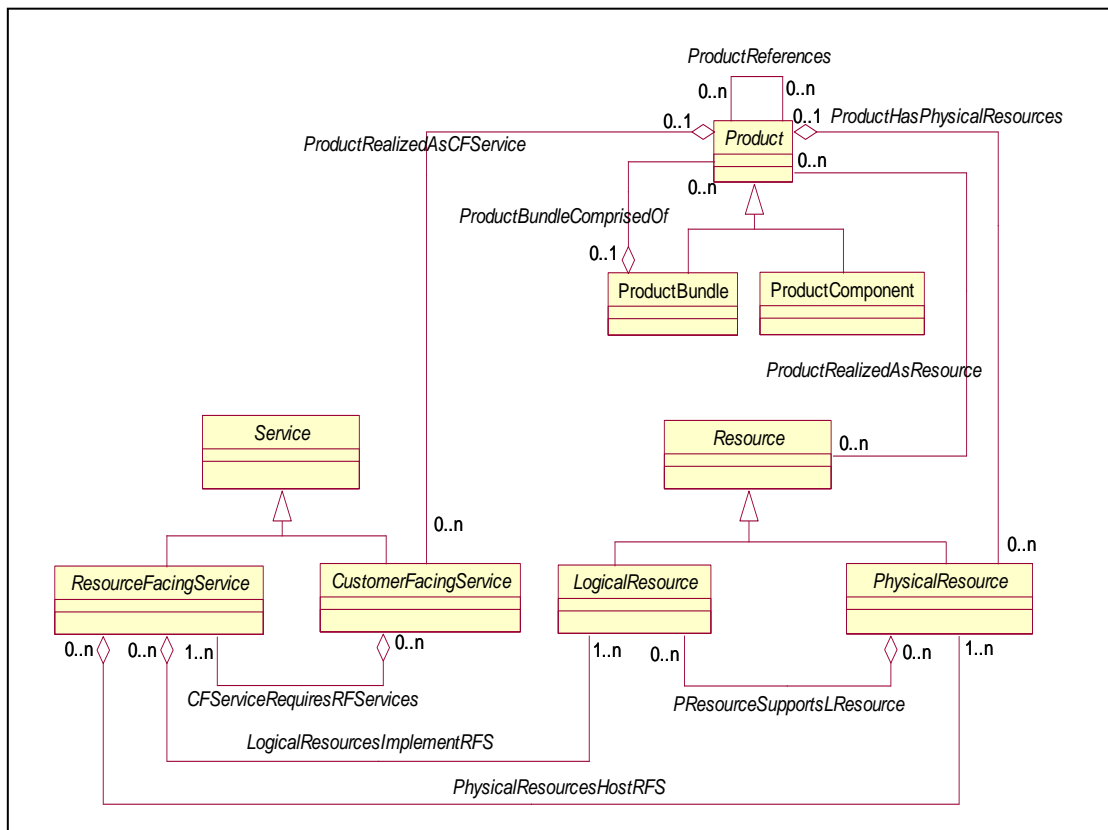 ProductReferences
0..n 0..n
0..1 0..1 ProductHasPhysicalResources
ProductRealizedAsCFService
Product
0..n
0..n
ProductBundleComprisedOf
0..1
ProductBundle ProductComponent
ProductRealizedAsResource
Service Resource
0..n
0..n
0..n
ResourceFacingService CustomerFacingService LogicalResource PhysicalResource
0..n 0..n 1..n 0..n 1..n 0..n 0..n 1..n
CFServiceRequiresRFServices PResourceSupportsLResource
LogicalResourcesImplementRFS
PhysicalResourcesHostRFS